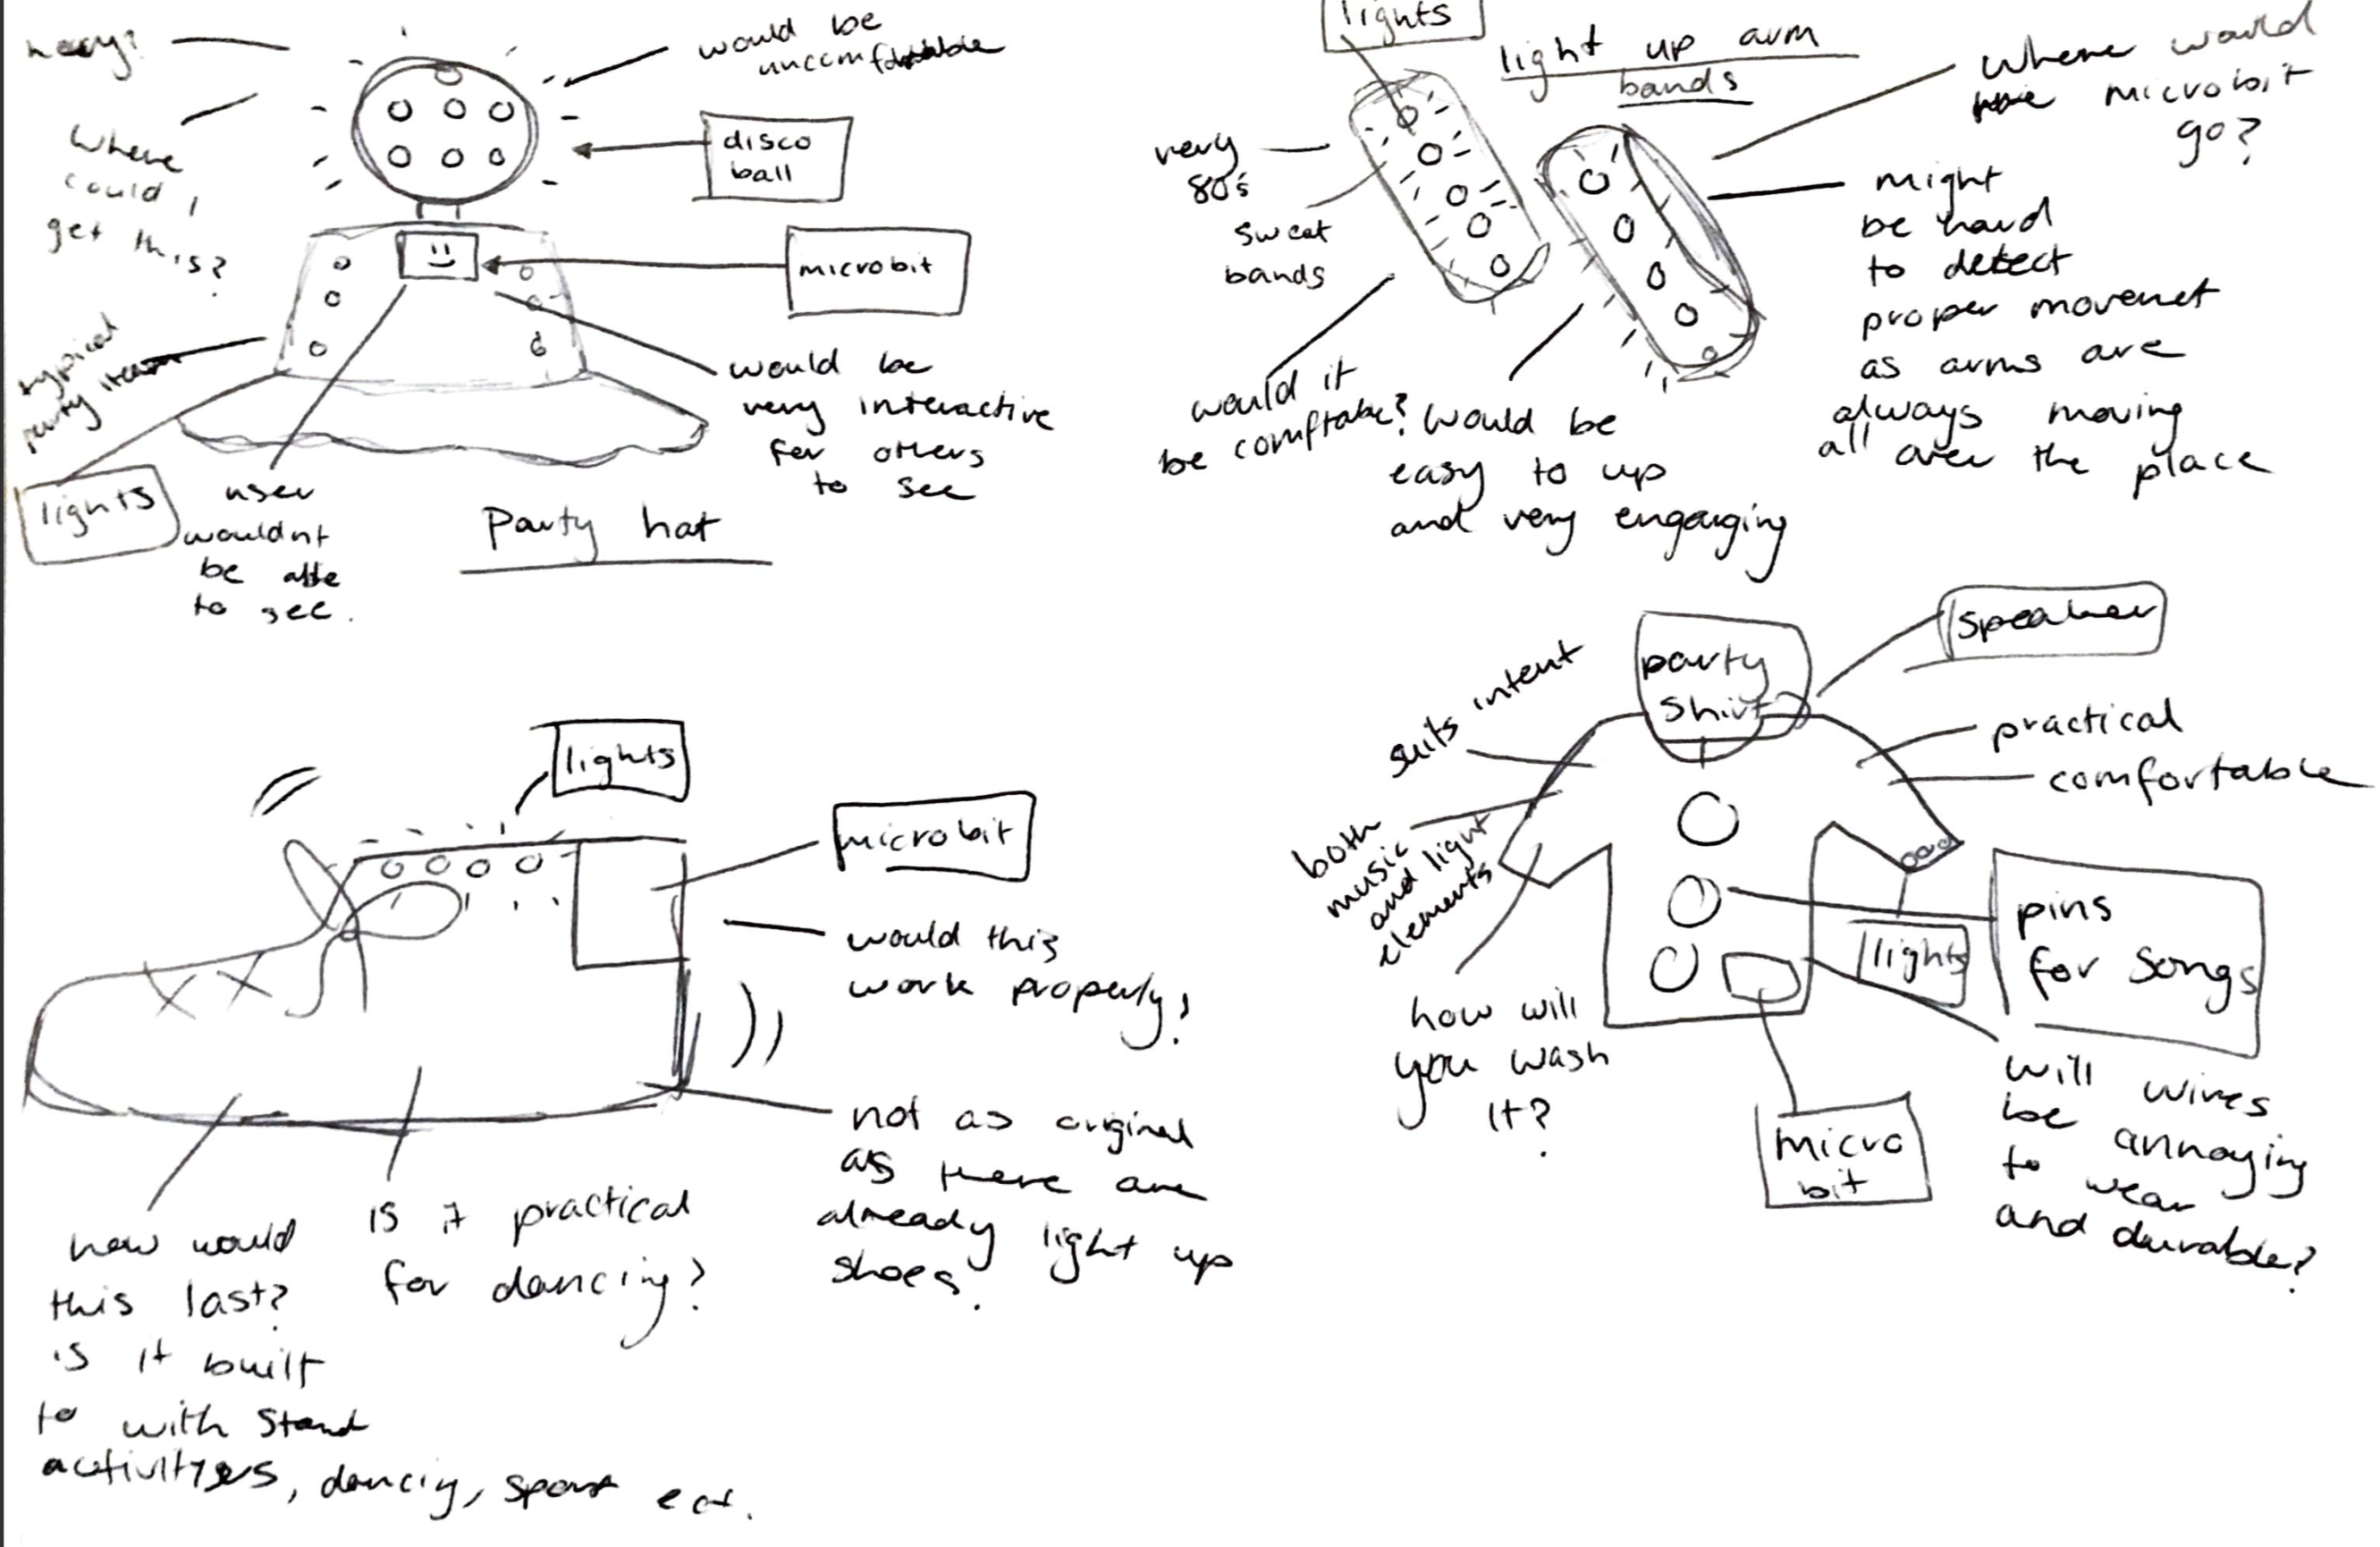 heavy?
would be
uncomfortable
Where
could I
get this?
disco
ball
microbit
typical
party item
would be
very interactive
for others
to see
lights
user
wouldnt
be able
to see.
Party hat
lights
light up arm
bands
where would
microbit
go?
very
80's
sweat
bands
might
be hard
to detect
proper movenet
as arms are
always moving
all over the place
would it
be comftable?
would be
easy to up
and very engaging
lights
microbit
would this
work properly?
not as original
as there are
already light up
shoes.
how would
this last?
is it built
to with stand
activities, dancig, sport ect.
is it practical
for dancing?
party
shirt
speaker
suits intent
practical
comfortable
both
music
and light
elements
pins
for songs
lights
how will
you wash
it?
will wires
be annoying
to wear
and durable?
micro
bit